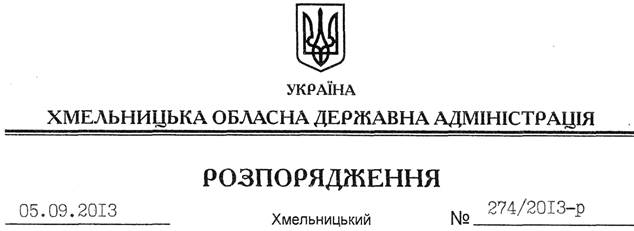 УКРАЇНА
ХМЕЛЬНИЦЬКА ОБЛАСНА ДЕРЖАВНА АДМІНІСТРАЦІЯ
РОЗПОРЯДЖЕННЯ
05.09.2013 Хмельницький № 274/2013-р